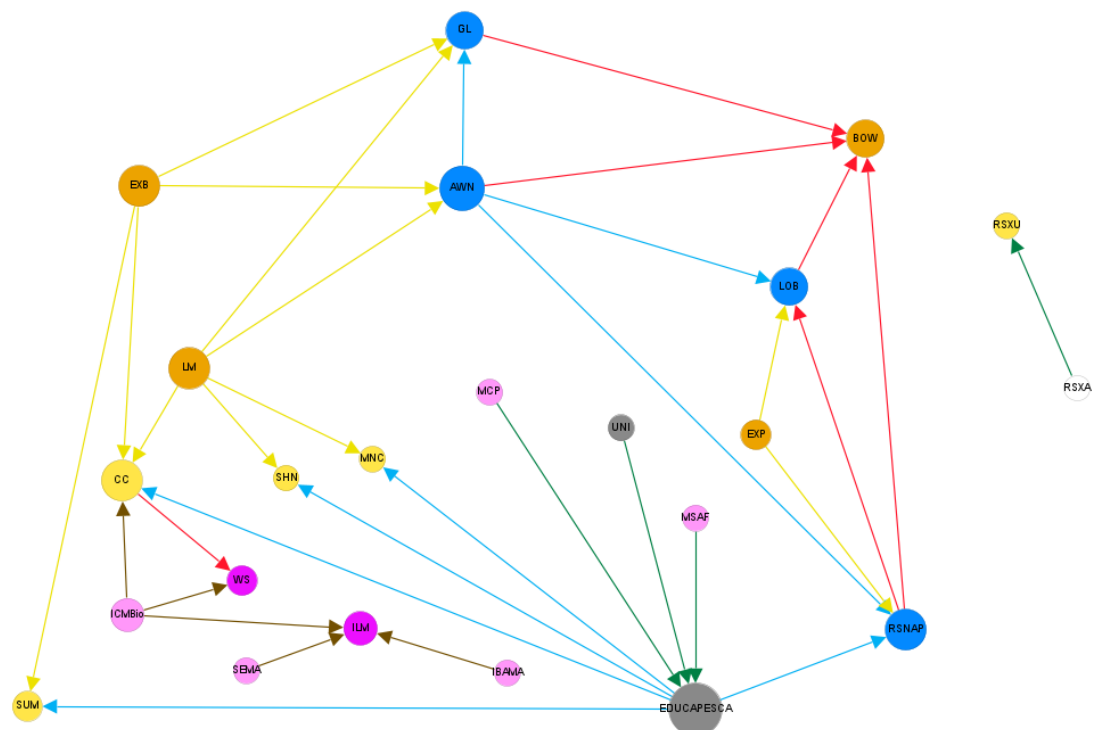 GL
BOW
EXB
AWN
RSXU
LOB
LM
RSXA
MCP
UNI
EXP
MNC
SHN
CC
MSAF
WS
ICMBio
ILM
RSNAP
SEMA
IBAMA
SUM
EDUCAPESCA